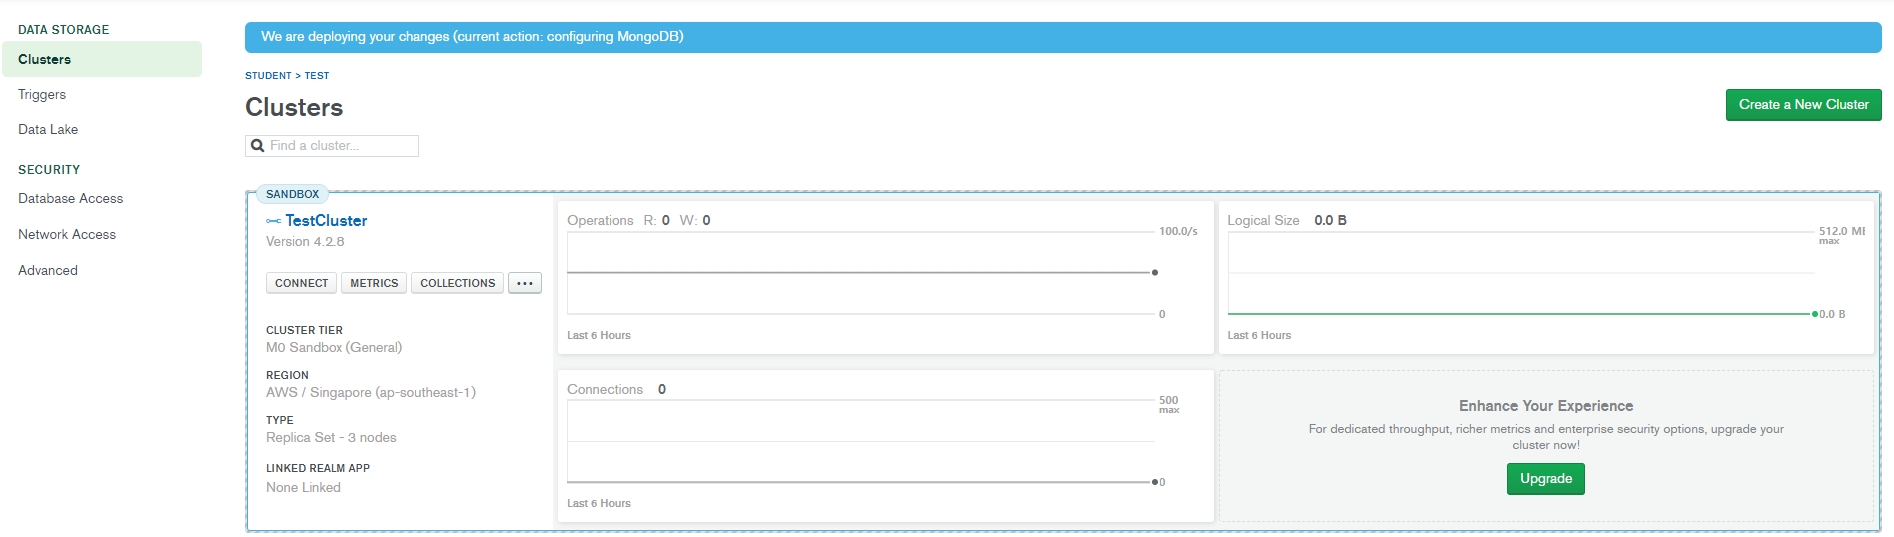 DATA STORAGE
Clusters
Triggers
Data Lake
SECURITY
Database Access
Network Access
Advanced
We are deploying your changes (current action: configuring MongoDB)
STUDENT > TEST
Clusters
Create a New Cluster
Find a cluster...
SANDBOX
TestCluster
Version 4.2.8
CONNECT METRICS COLLECTIONS ...
CLUSTER TIER
M0 Sandbox (General)
REGION
AWS / Singapore (ap-southeast-1)
TYPE
Replica Set - 3 nodes
LINKED REALM APP
None Linked
Operations R: 0 W: 0
100.0/s
0
Last 6 Hours
Logical Size 0.0 B
512.0 MB
max
0.0 B
Last 6 Hours
Connections 0
500
max
0
Last 6 Hours
Enhance Your Experience
For dedicated throughput, richer metrics and enterprise security options, upgrade your
cluster now!
Upgrade